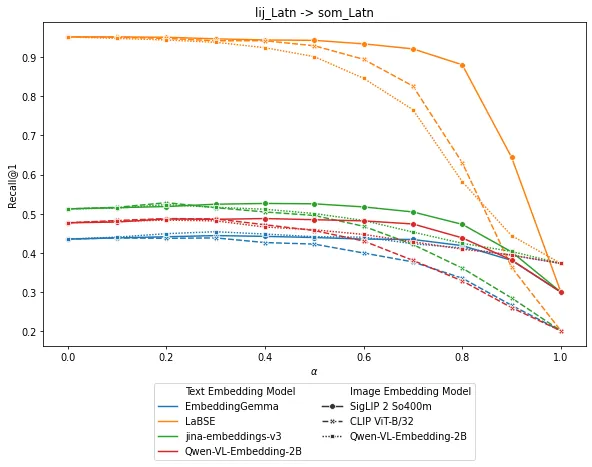 lij_Latn -> som_Latn
Recall@1
0.9
0.8
0.7
0.6
0.5
0.4
0.3
0.2
0.0
0.2
0.4
0.6
0.8
1.0
α
Text Embedding Model
EmbeddingGemma
LaBSE
jina-embeddings-v3
Qwen-VL-Embedding-2B
Image Embedding Model
SigLIP 2 So400m
CLIP ViT-B/32
Qwen-VL-Embedding-2B